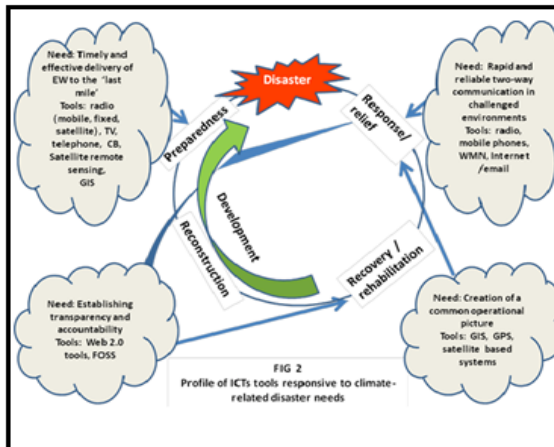 Need: Timely and
effective delivery of
EW to the ‘last
mile’
Tools: radio
(mobile, fixed,
satellite), TV,
telephone, CB,
Satellite remote
sensing,
GIS
Disaster
Need: Rapid and
reliable two-way
communication in
challenged
environments
Tools: radio,
mobile phones,
WMN, Internet
/email
Preparedness
Response/
relief
Development
Reconstruction
Recovery /
rehabilitation
Need: Establishing
transparency and
accountability
Tools: Web 2.0
tools, FOSS
Need: Creation of a
common operational
picture
Tools: GIS, GPS,
satellite based
systems
FIG 2
Profile of ICTs tools responsive to climate-
related disaster needs